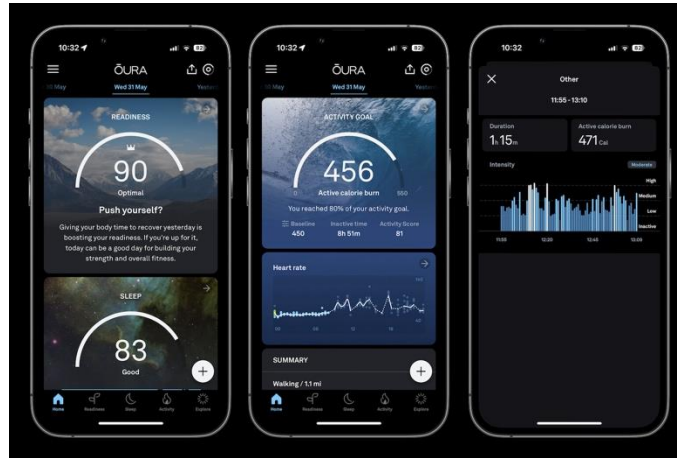 10:32
82
ŌURA
Wed 31 May
READINESS
90
Optimal
Push yourself?
Giving your body time to recover yesterday is
boosting your readiness. If you're up for it,
today can be a good day for building your
strength and overall fitness.
SLEEP
83
Good
+
Home
Readiness
Sleep
Activity
Explore
10:32
82
ŌURA
Wed 31 May
ACTIVITY GOAL
456
0 Active calorie burn 550
You reached 80% of your activity goal.
Baseline Inactive time Activity Score
450 8h 51m 81
Heart rate
SUMMARY
Walking / 1.1 mi
+
Home
Readiness
Sleep
Activity
Explore
10:32
82
Other
11:55 - 13:10
Duration
1h 15m
Active calorie burn
471 Cal
Intensity
Moderate
High
Medium
Low
Inactive
11:55 12:20 12:45 13:09